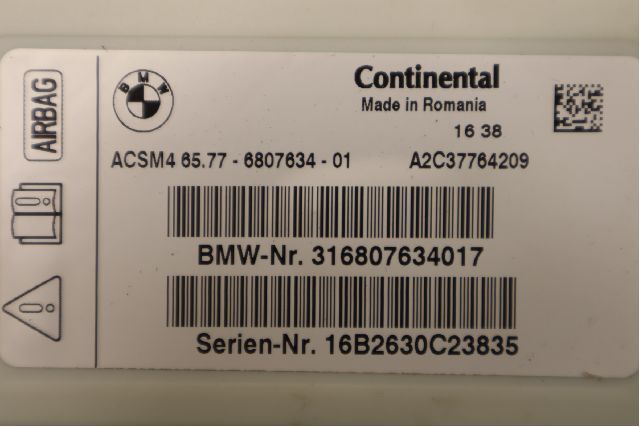 AIRBAG
BMW
Continental
Made in Romania
16 38
ACSM4 65.77 - 6807634 - 01 A2C37764209
BMW-Nr. 316807634017
Serien-Nr. 16B2630C23835